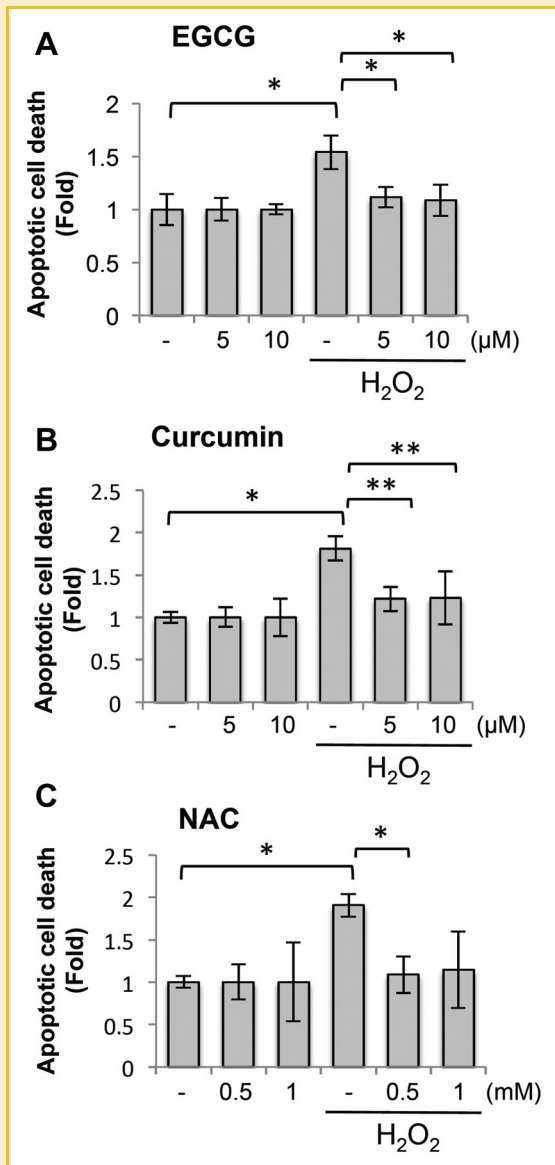 A
EGCG
*
*
*
Apoptotic cell death
(Fold)
2
1.5
1
0.5
0
- 5 10 - 5 10 (µM)
H₂O₂
B
Curcumin
**
**
*
Apoptotic cell death
(Fold)
2.5
2
1.5
1
0.5
0
- 5 10 - 5 10 (µM)
H₂O₂
C
NAC
* *
Apoptotic cell death
(Fold)
2.5
2
1.5
1
0.5
0
- 0.5 1 - 0.5 1 (mM)
H₂O₂